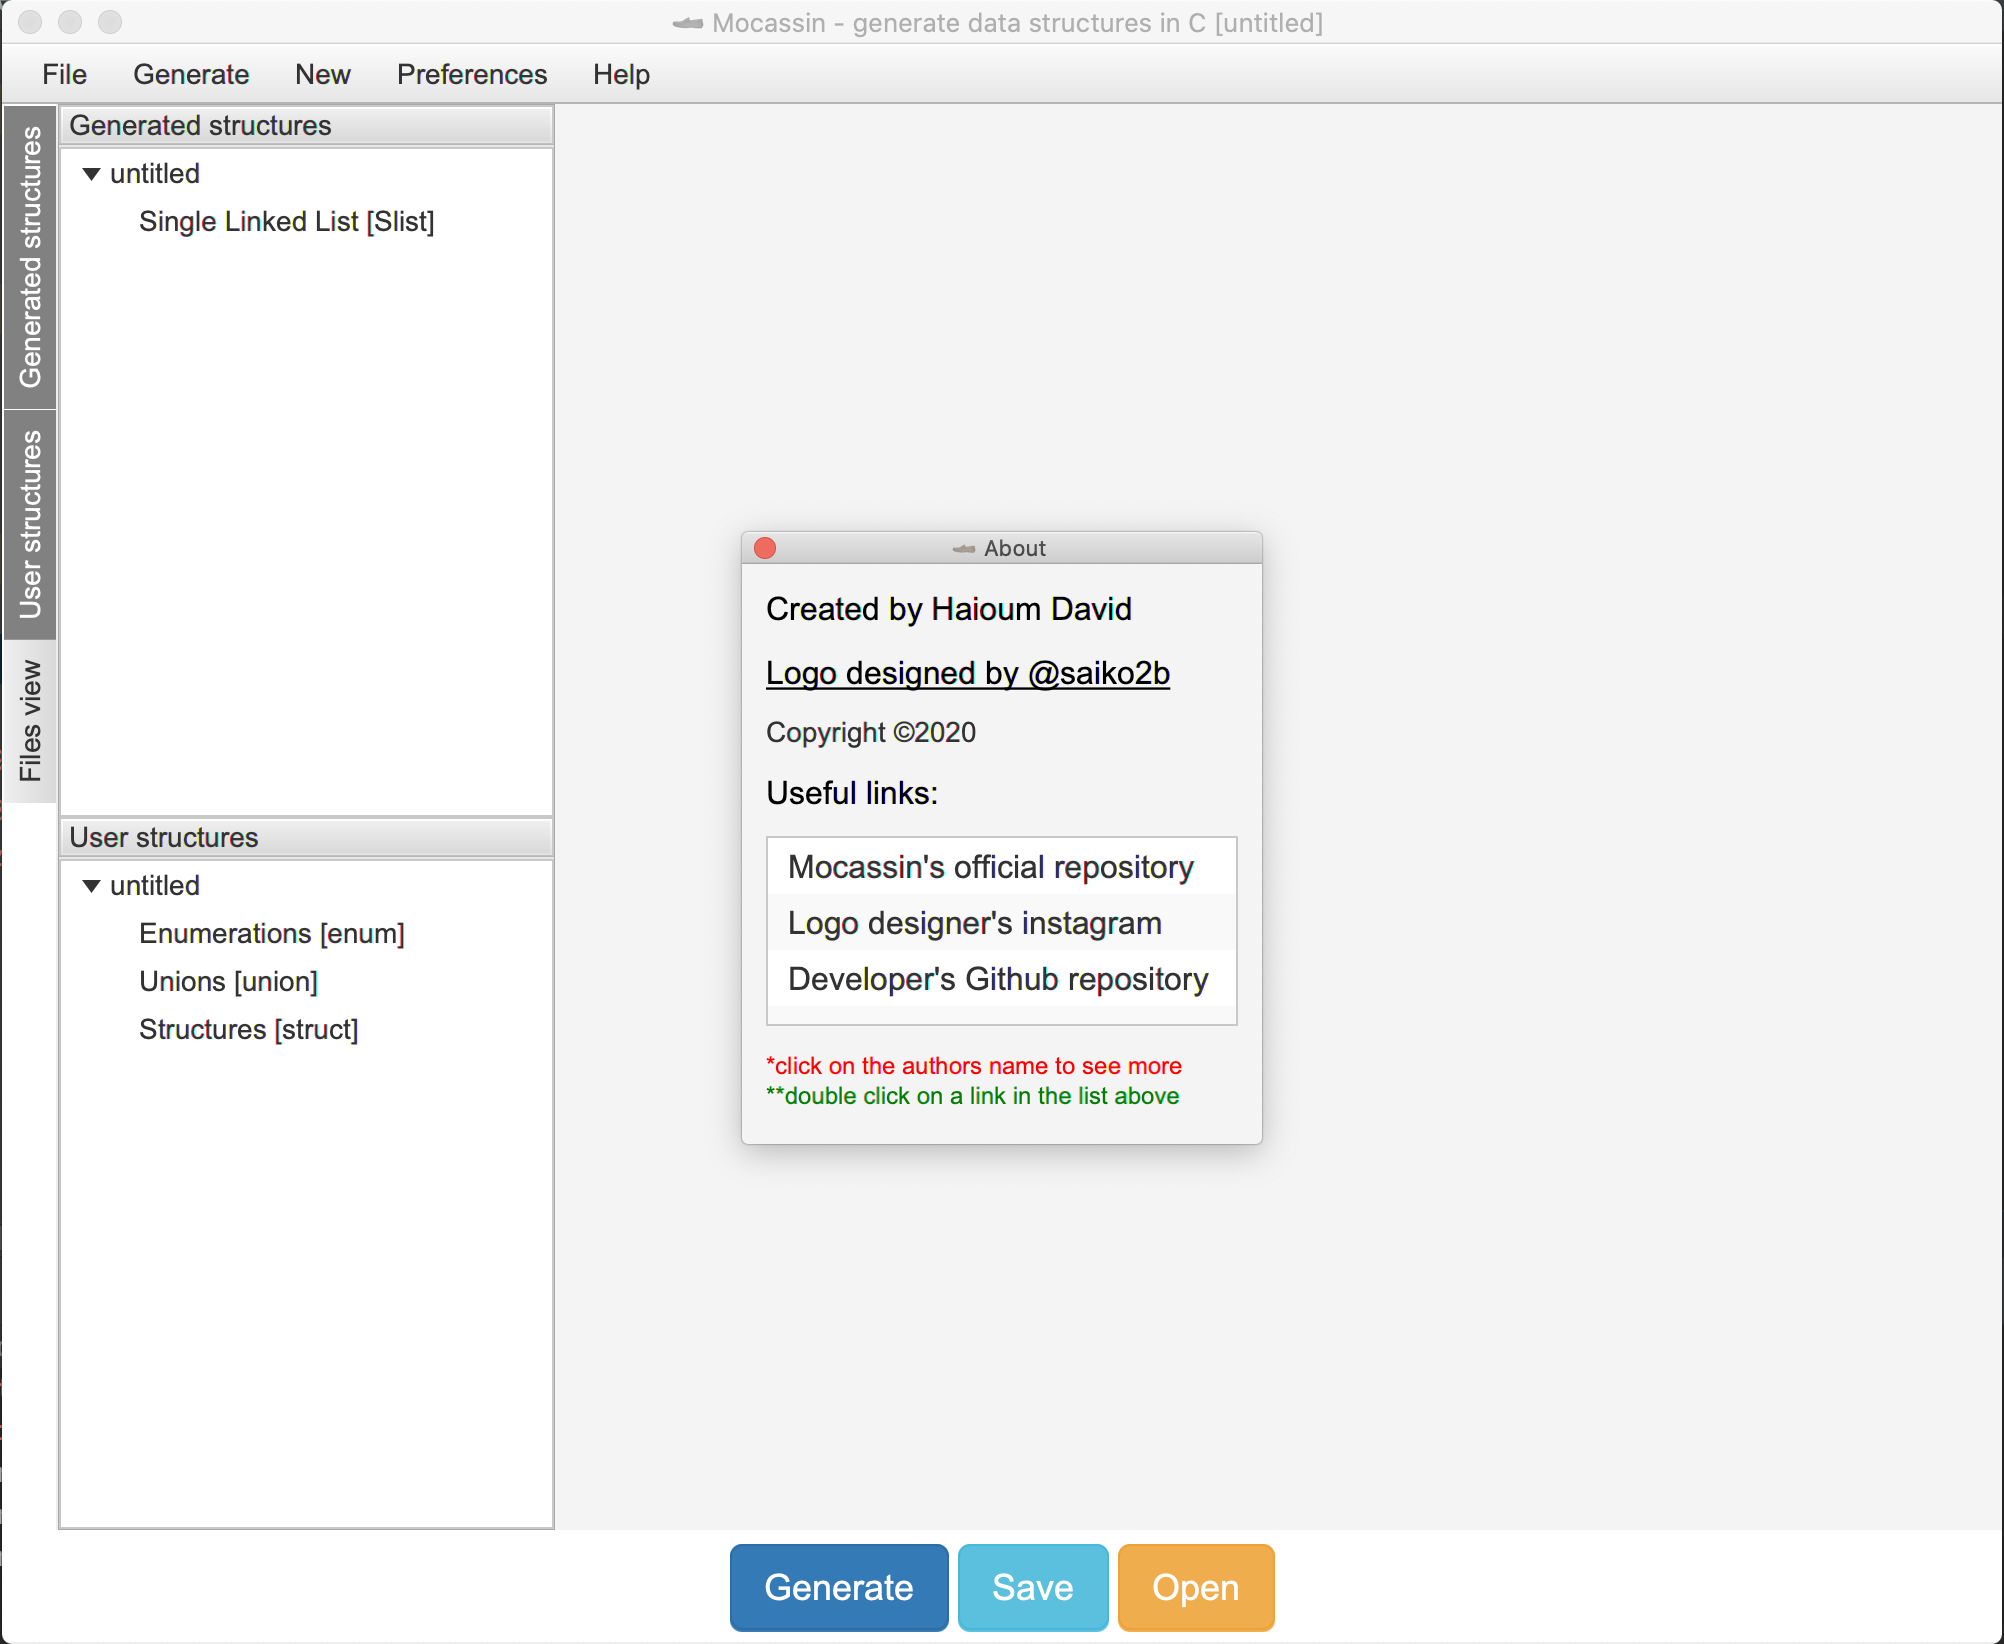 Mocassin - generate data structures in C [untitled]
File Generate New Preferences Help
Generated structures
User structures
Files view
Generated structures
untitled
Single Linked List [Slist]
User structures
untitled
Enumerations [enum]
Unions [union]
Structures [struct]
About
Created by Haioum David
Logo designed by @saiko2b
Copyright ©2020
Useful links:
Mocassin's official repository
Logo designer's instagram
Developer's Github repository
*click on the authors name to see more
**double click on a link in the list above
Generate Save Open